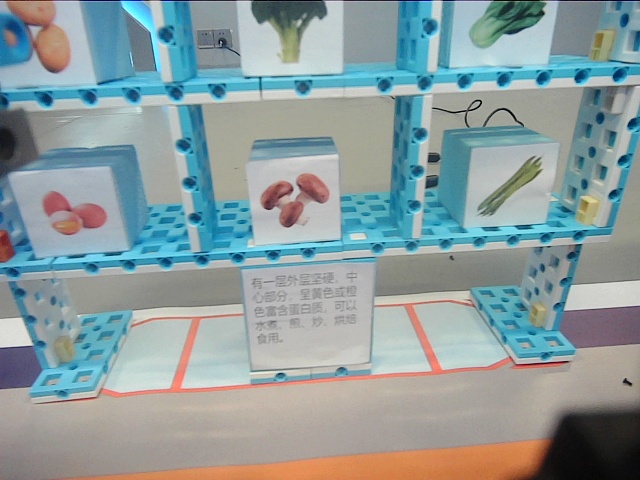 有一层外层坚硬，中
心部分，呈黄色或橙
色富含蛋白质，可以
水煮、煎、炒、烘焙
食用。